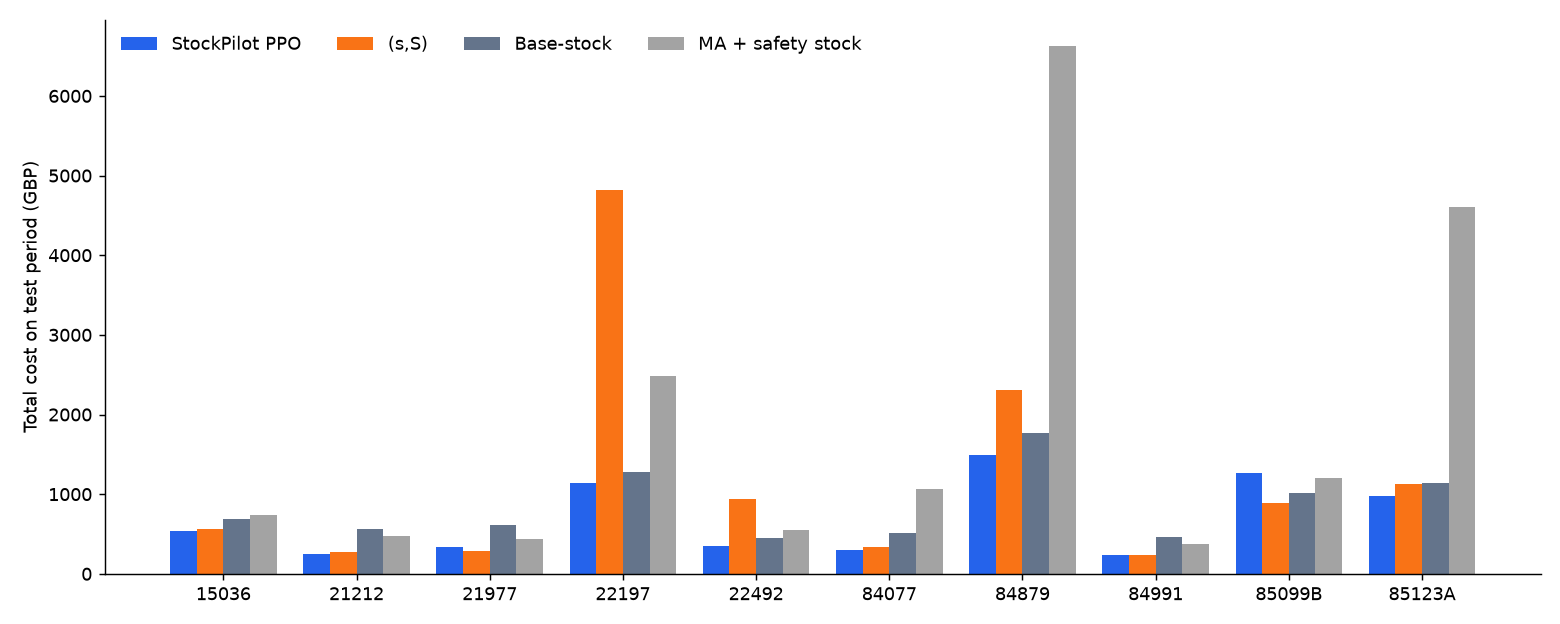 StockPilot PPO (s,S) Base-stock MA + safety stock
Total cost on test period (GBP)
6000
5000
4000
3000
2000
1000
0
15036 21212 21977 22197 22492 84077 84879 84991 85099B 85123A